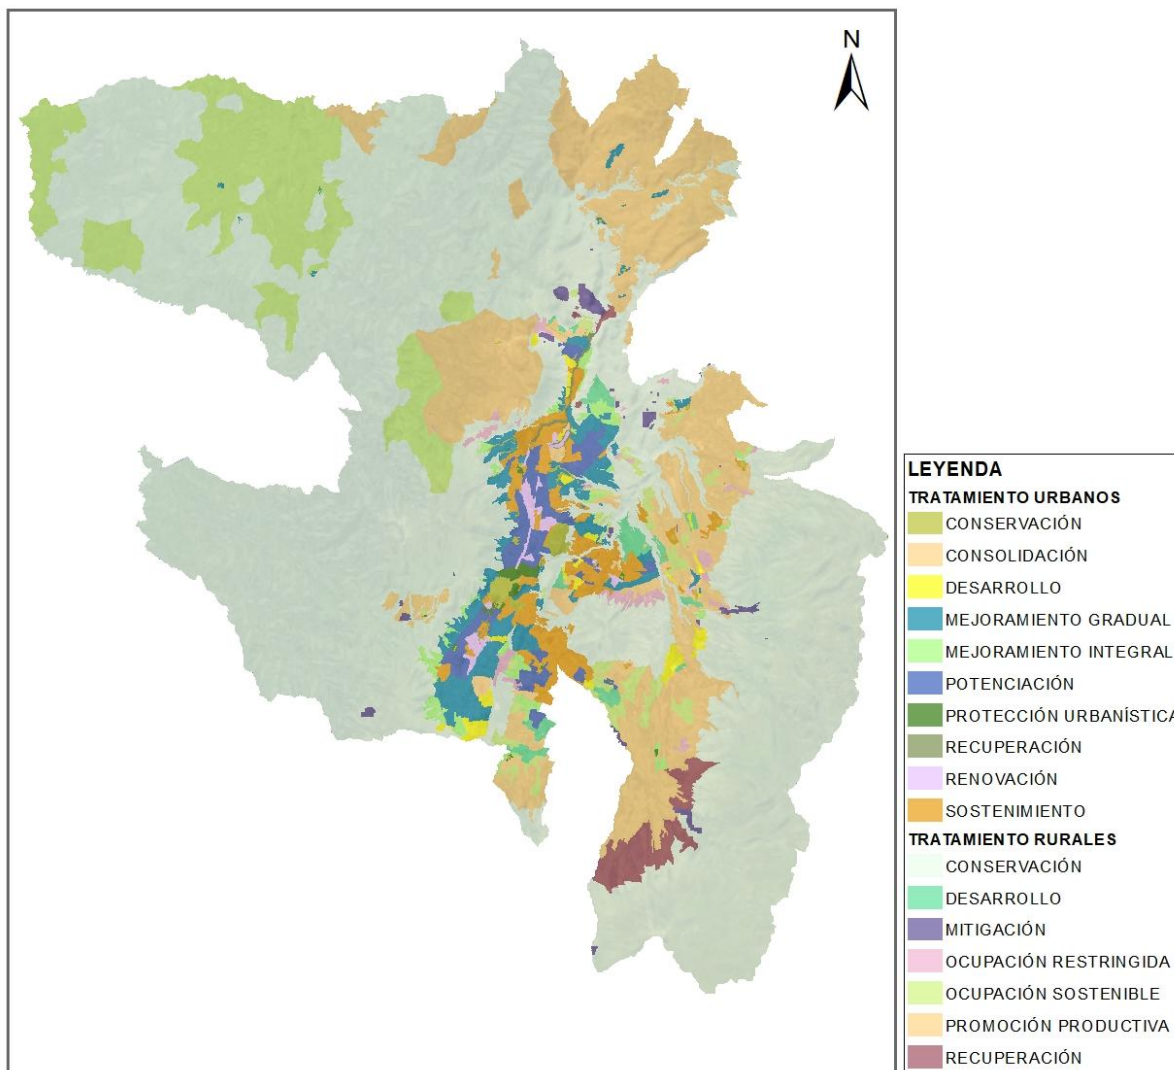 N
LEYENDA
TRATAMIENTO URBANOS
CONSERVACIÓN
CONSOLIDACIÓN
DESARROLLO
MEJORAMIENTO GRADUAL
MEJORAMIENTO INTEGRAL
POTENCIACIÓN
PROTECCIÓN URBANÍSTICA
RECUPERACIÓN
RENOVACIÓN
SOSTENIMIENTO
TRATAMIENTO RURALES
CONSERVACIÓN
DESARROLLO
MITIGACIÓN
OCUPACIÓN RESTRINGIDA
OCUPACIÓN SOSTENIBLE
PROMOCIÓN PRODUCTIVA
RECUPERACIÓN